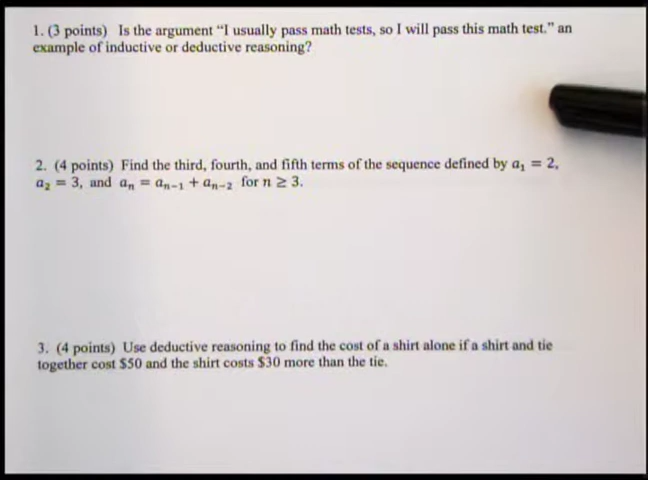 1. (3 points) Is the argument “I usually pass math tests, so I will pass this math test.” an
example of inductive or deductive reasoning?
2. (4 points) Find the third, fourth, and fifth terms of the sequence defined by a₁ = 2,
a₂ = 3, and aₙ = aₙ₋₁ + aₙ₋₂ for n ≥ 3.
3. (4 points) Use deductive reasoning to find the cost of a shirt alone if a shirt and tie
together cost $50 and the shirt costs $30 more than the tie.